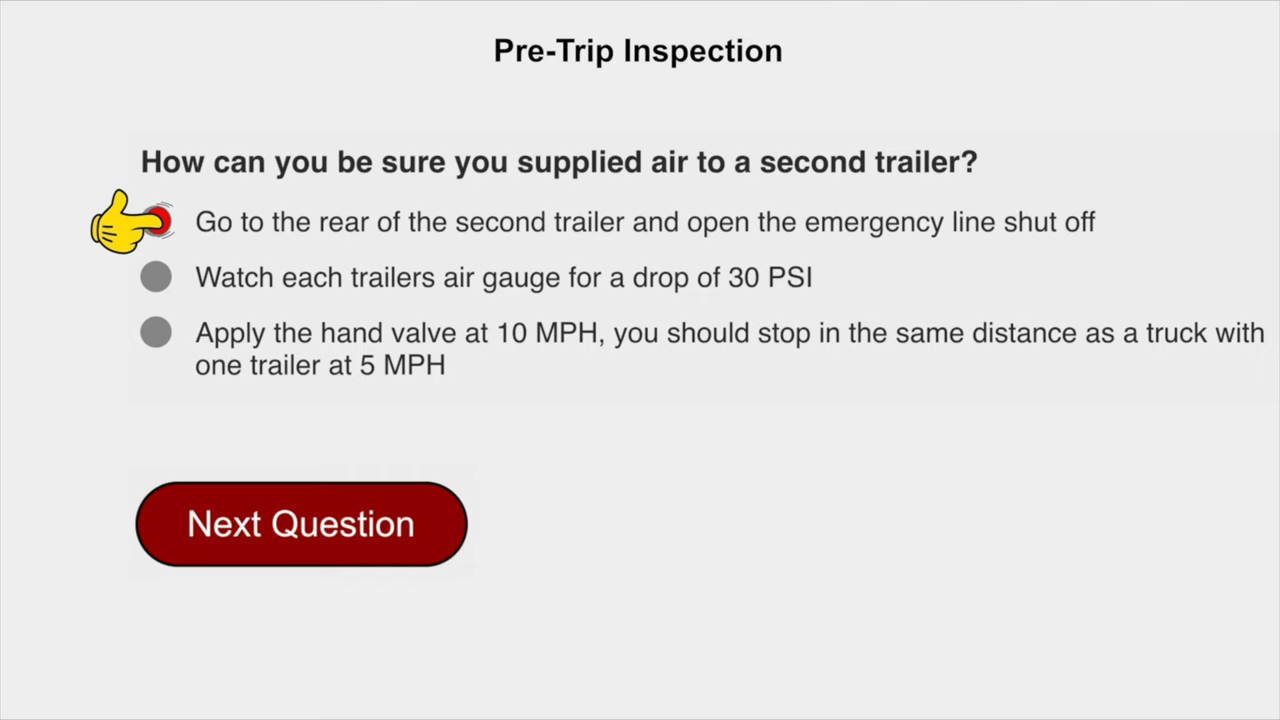 Pre-Trip Inspection
How can you be sure you supplied air to a second trailer?
Go to the rear of the second trailer and open the emergency line shut off
Watch each trailers air gauge for a drop of 30 PSI
Apply the hand valve at 10 MPH, you should stop in the same distance as a truck with
one trailer at 5 MPH
Next Question